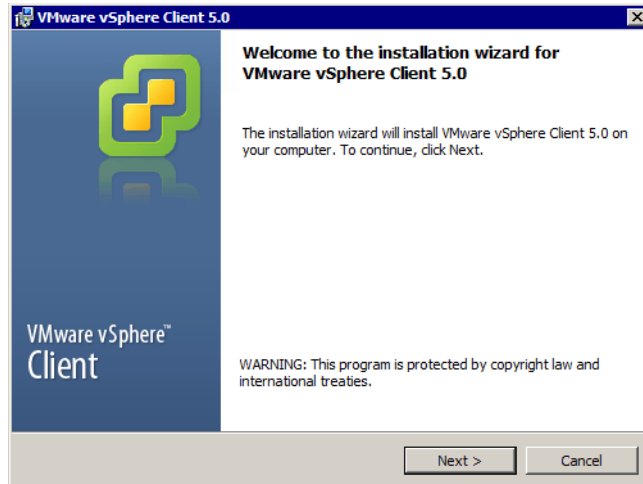 VMware vSphere Client 5.0
Welcome to the installation wizard for
VMware vSphere Client 5.0
The installation wizard will install VMware vSphere Client 5.0 on
your computer. To continue, click Next.
VMware vSphere™
Client
WARNING: This program is protected by copyright law and
international treaties.
Next >
Cancel